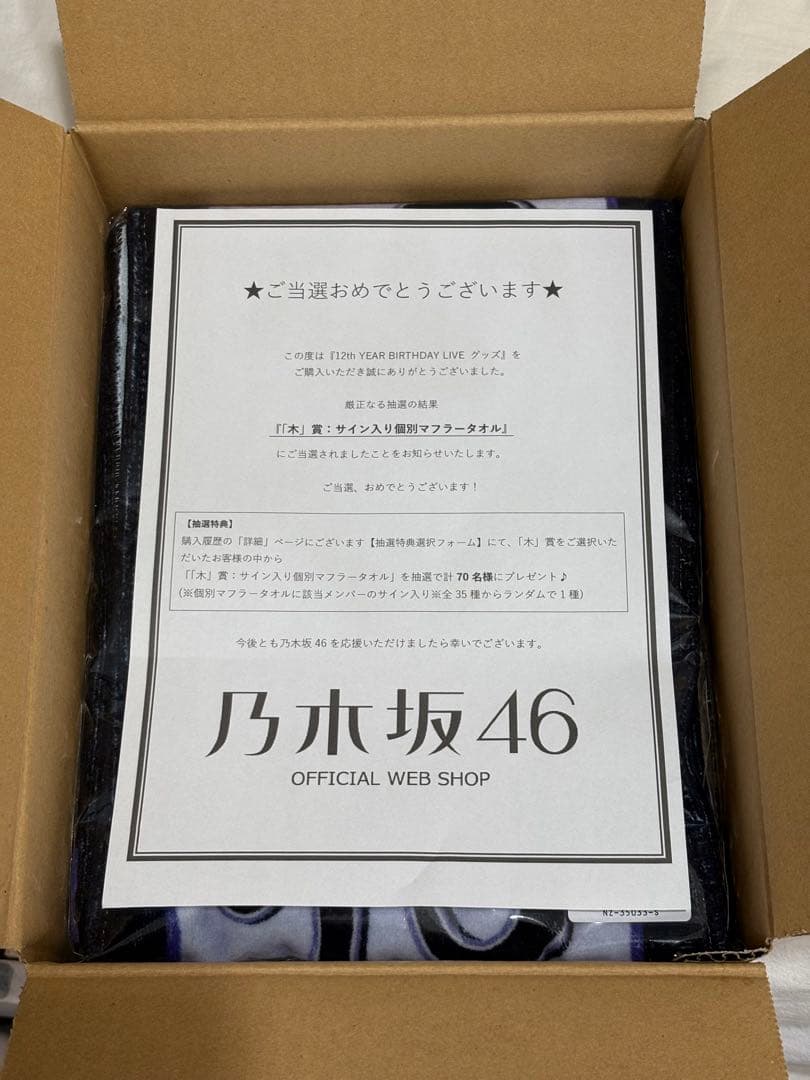 ★ご当選おめでとうございます★
この度は『12th YEAR BIRTHDAY LIVE グッズ』を
ご購入いただき誠にありがとうございました。
厳正なる抽選の結果
『「木」賞：サイン入り個別マフラータオル』
にご当選されましたことをお知らせいたします。
ご当選、おめでとうございます！
【抽選特典】
購入履歴の「詳細」ページにございます【抽選特典選択フォーム】にて、「木」賞をご選択いた
だいたお客様の中から
「「木」賞：サイン入り個別マフラータオル」を抽選で計 70 名様にプレゼント♪
(※個別マフラータオルに該当メンバーのサイン入り※全 35 種からランダムで 1 種)
今後とも乃木坂 46 を応援いただけましたら幸いでございます。
乃木坂46
OFFICIAL WEB SHOP
NZ-35033-S